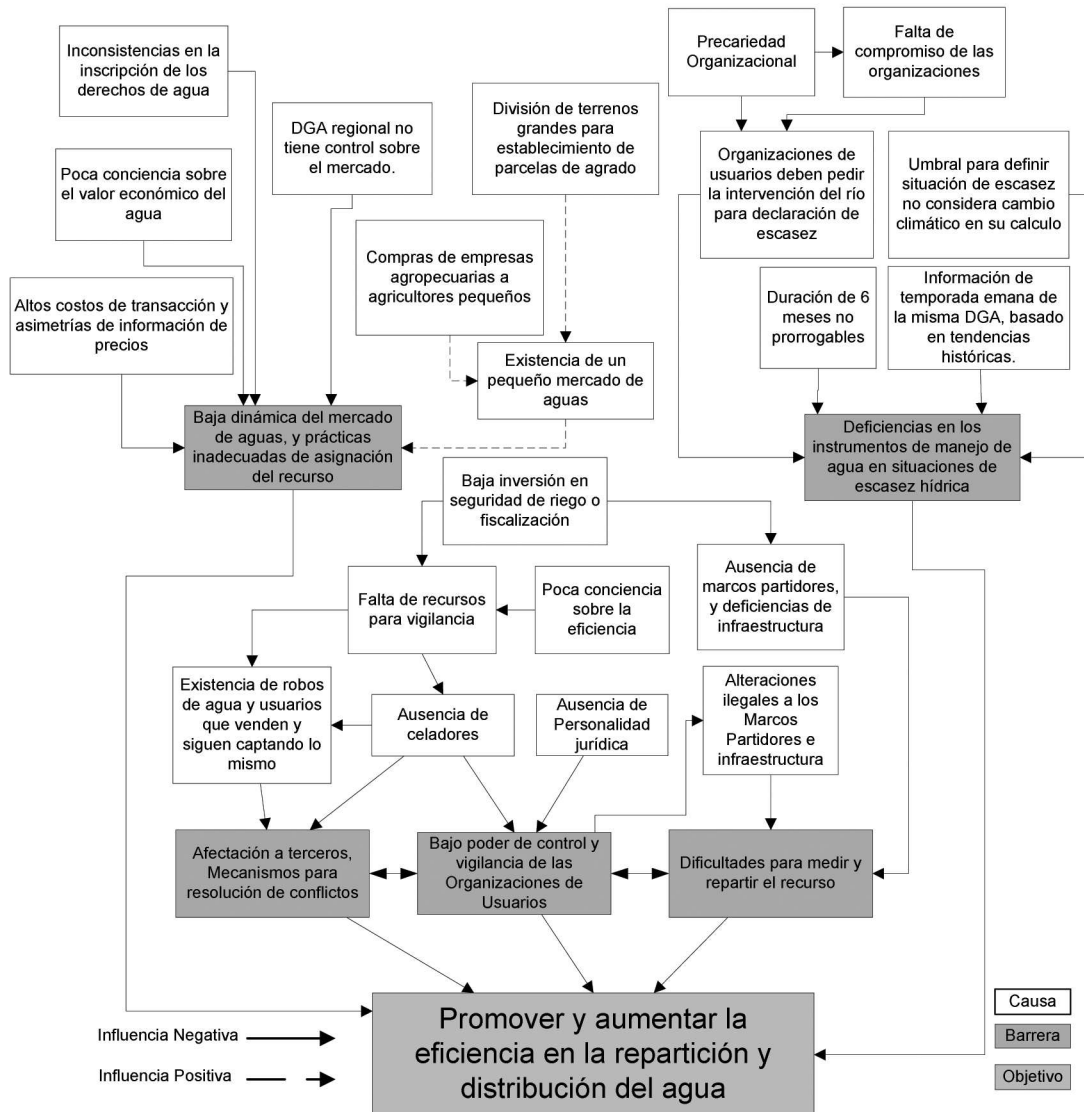 Inconsistencias en la
inscripción de los
derechos de agua
Precariedad
Organizacional
Falta de
compromiso de las
organizaciones
DGA regional no
tiene control sobre
el mercado.
División de terrenos
grandes para
establecimiento de
parcelas de agrado
Poca conciencia sobre
el valor económico del
agua
Organizaciones de
usuarios deben pedir
la intervención del río
para declaración de
escasez
Umbral para definir
situación de escasez
no considera cambio
climático en su calculo
Compras de empresas
agropecuarias a
agricultores pequeños
Altos costos de transacción y
asimetrías de información de
precios
Duración de 6
meses no
prorrogables
Información de
temporada emana de
la misma DGA, basado
en tendencias
históricas.
Existencia de un
pequeño mercado de
aguas
Baja dinámica del mercado
de aguas, y prácticas
inadecuadas de asignación
del recurso
Deficiencias en los
instrumentos de manejo de
agua en situaciones de
escasez hídrica
Baja inversión en
seguridad de riego o
fiscalización
Ausencia de
marcos partidores,
y deficiencias de
infraestructura
Falta de recursos
para vigilancia
Poca conciencia
sobre la
eficiencia
Existencia de robos
de agua y usuarios
que venden y
siguen captando lo
mismo
Ausencia de
celadores
Ausencia de
Personalidad
jurídica
Alteraciones
ilegales a los
Marcos
Partidores e
infraestructura
Afectación a terceros,
Mecanismos para
resolución de conflictos
Bajo poder de control y
vigilancia de las
Organizaciones de
Usuarios
Dificultades para medir y
repartir el recurso
Promover y aumentar la
eficiencia en la repartición y
distribución del agua
Influencia Negativa
Influencia Positiva
Causa
Barrera
Objetivo